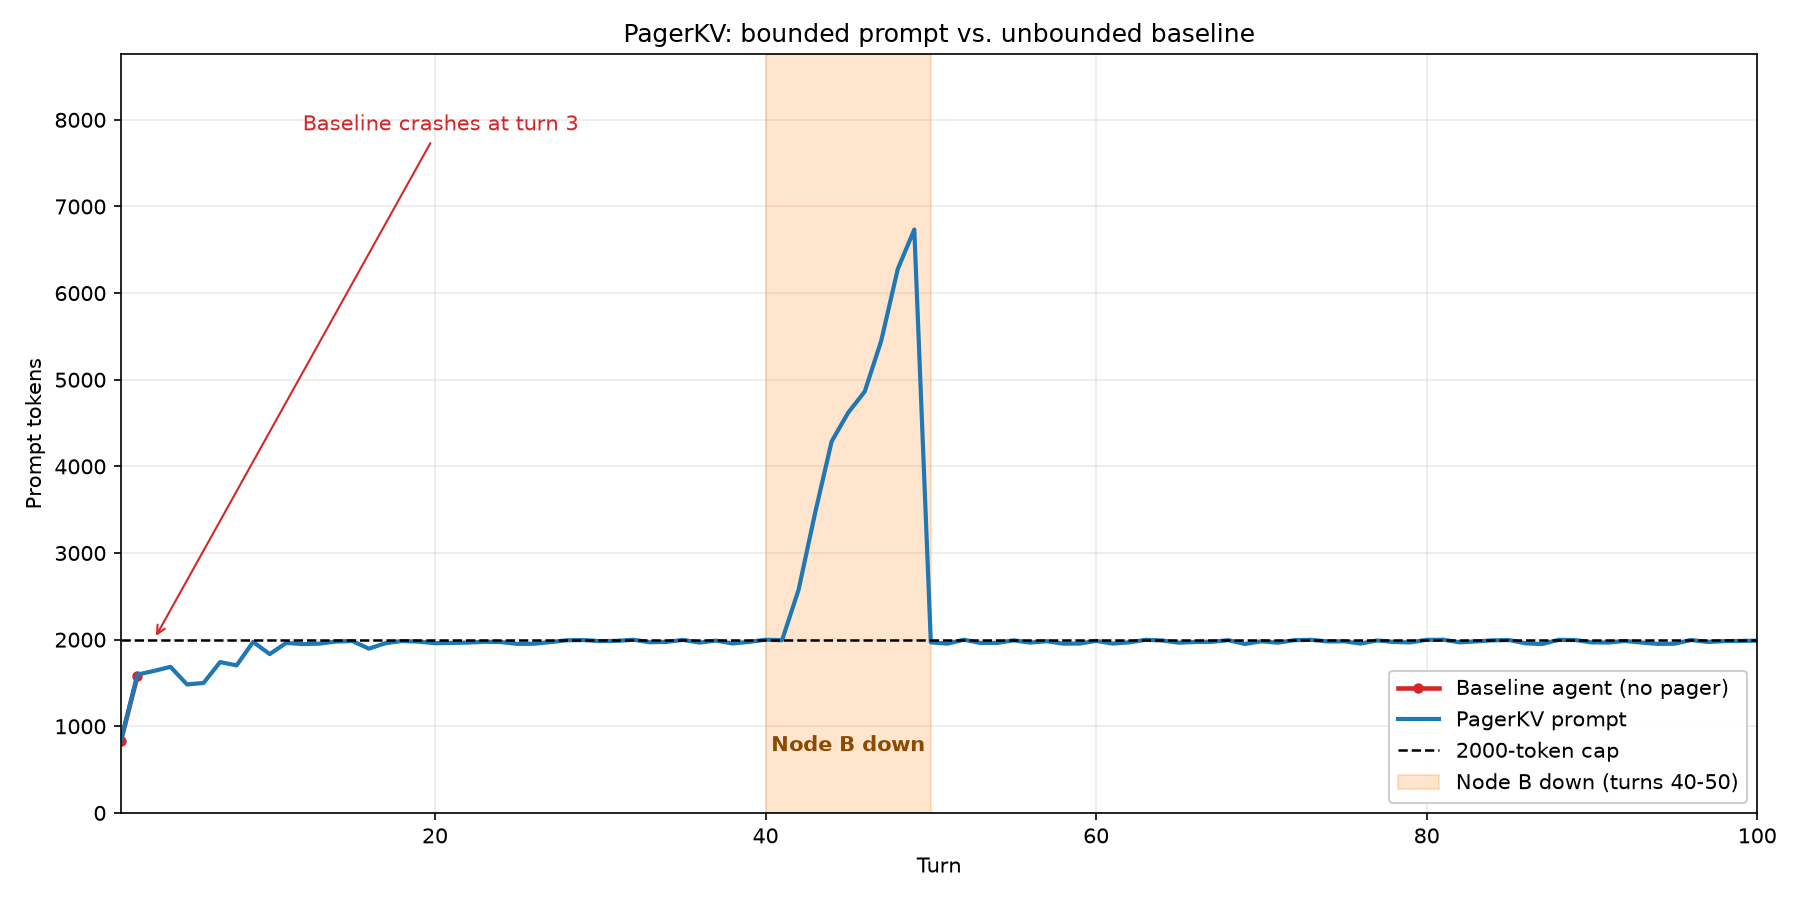 PagerKV: bounded prompt vs. unbounded baseline
Prompt tokens
8000
7000
6000
5000
4000
3000
2000
1000
0
Baseline crashes at turn 3
Node B down
Baseline agent (no pager)
PagerKV prompt
2000-token cap
Node B down (turns 40-50)
20
40
60
80
100
Turn